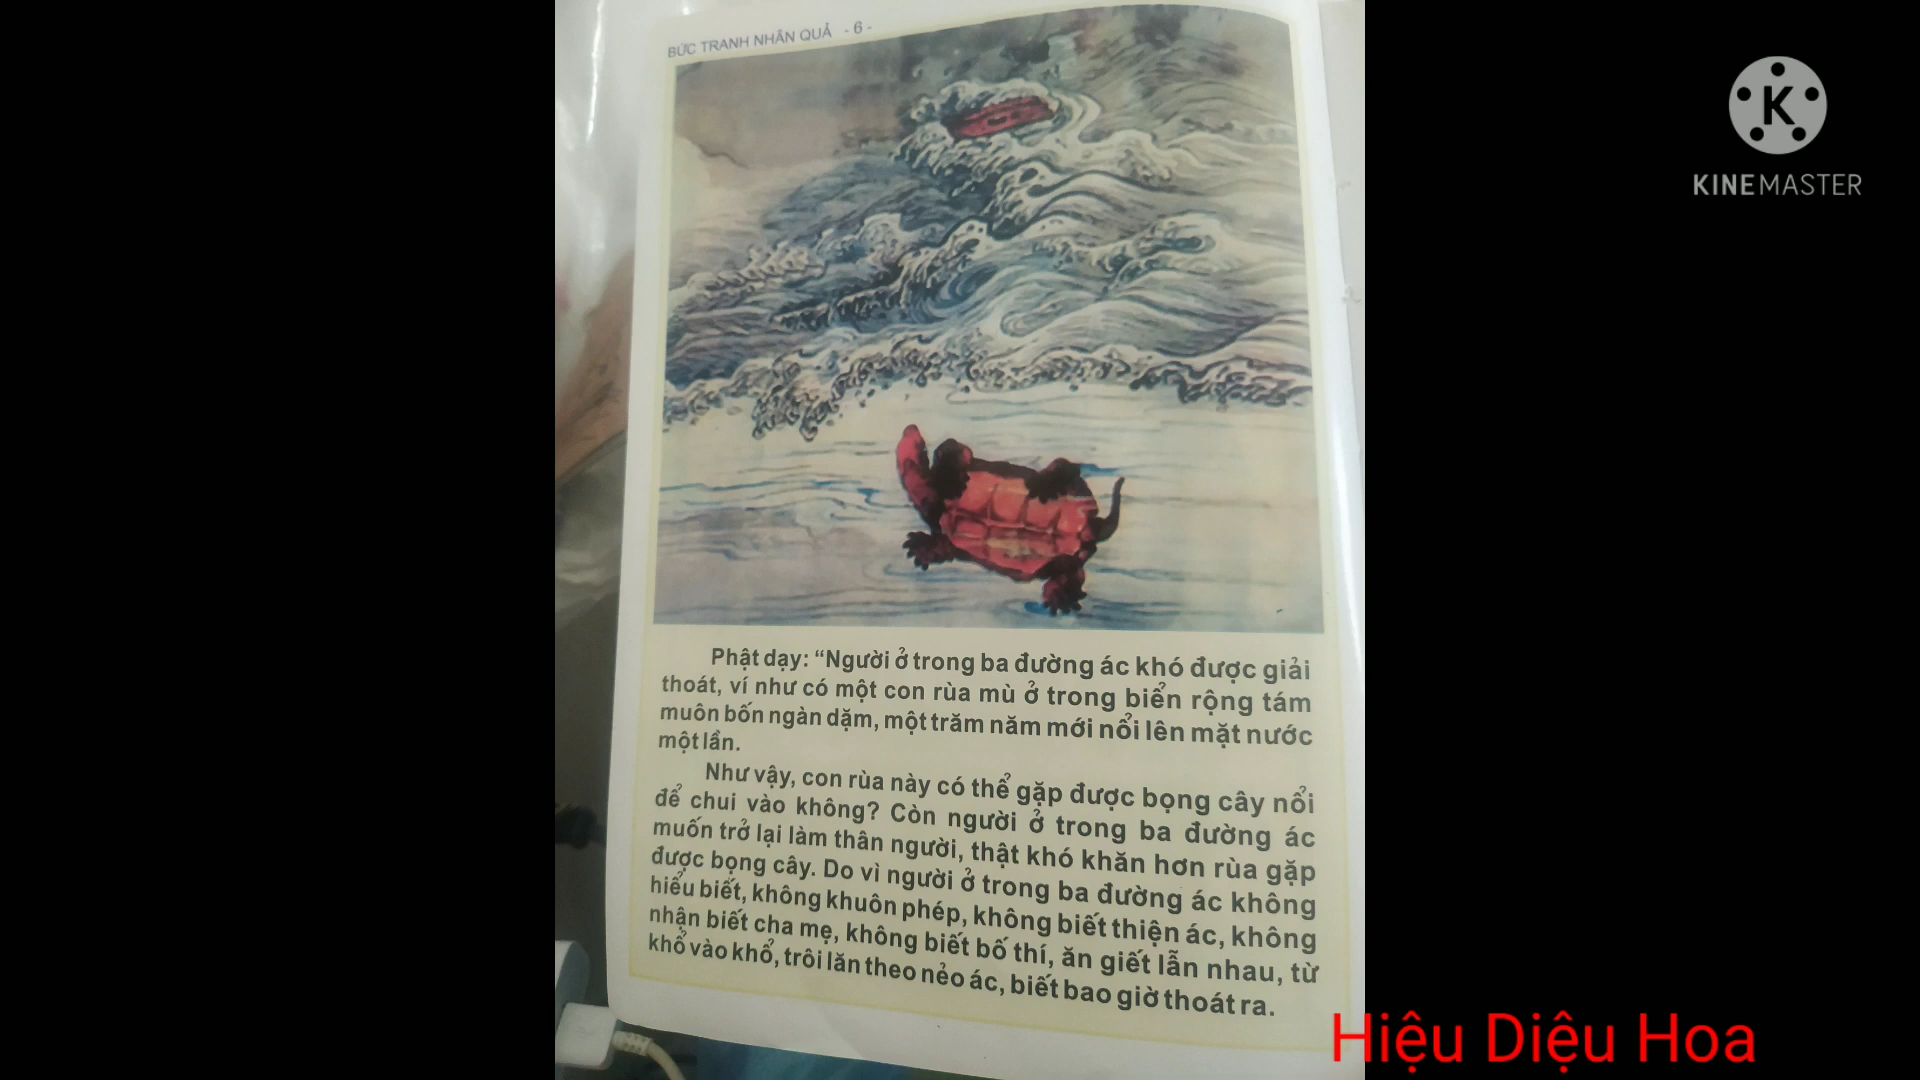 BỨC TRANH NHÂN QUẢ - 6 -
KINEMASTER
Phật dạy: “Người ở trong ba đường ác khó được giải
thoát, ví như có một con rùa mù ở trong biển rộng tám
muôn bốn ngàn dặm, một trăm năm mới nổi lên mặt nước
một lần.
Như vậy, con rùa này có thể gặp được bọng cây nổi
để chui vào không? Còn người ở trong ba đường ác
muốn trở lại làm thân người, thật khó khăn hơn rùa gặp
được bọng cây. Do vì người ở trong ba đường ác không
hiểu biết, không khuôn phép, không biết thiện ác, không
nhận biết cha mẹ, không biết bố thí, ăn giết lẫn nhau, từ
khổ vào khổ, trôi lăn theo nẻo ác, biết bao giờ thoát ra.
Hiệu Diệu Hoa